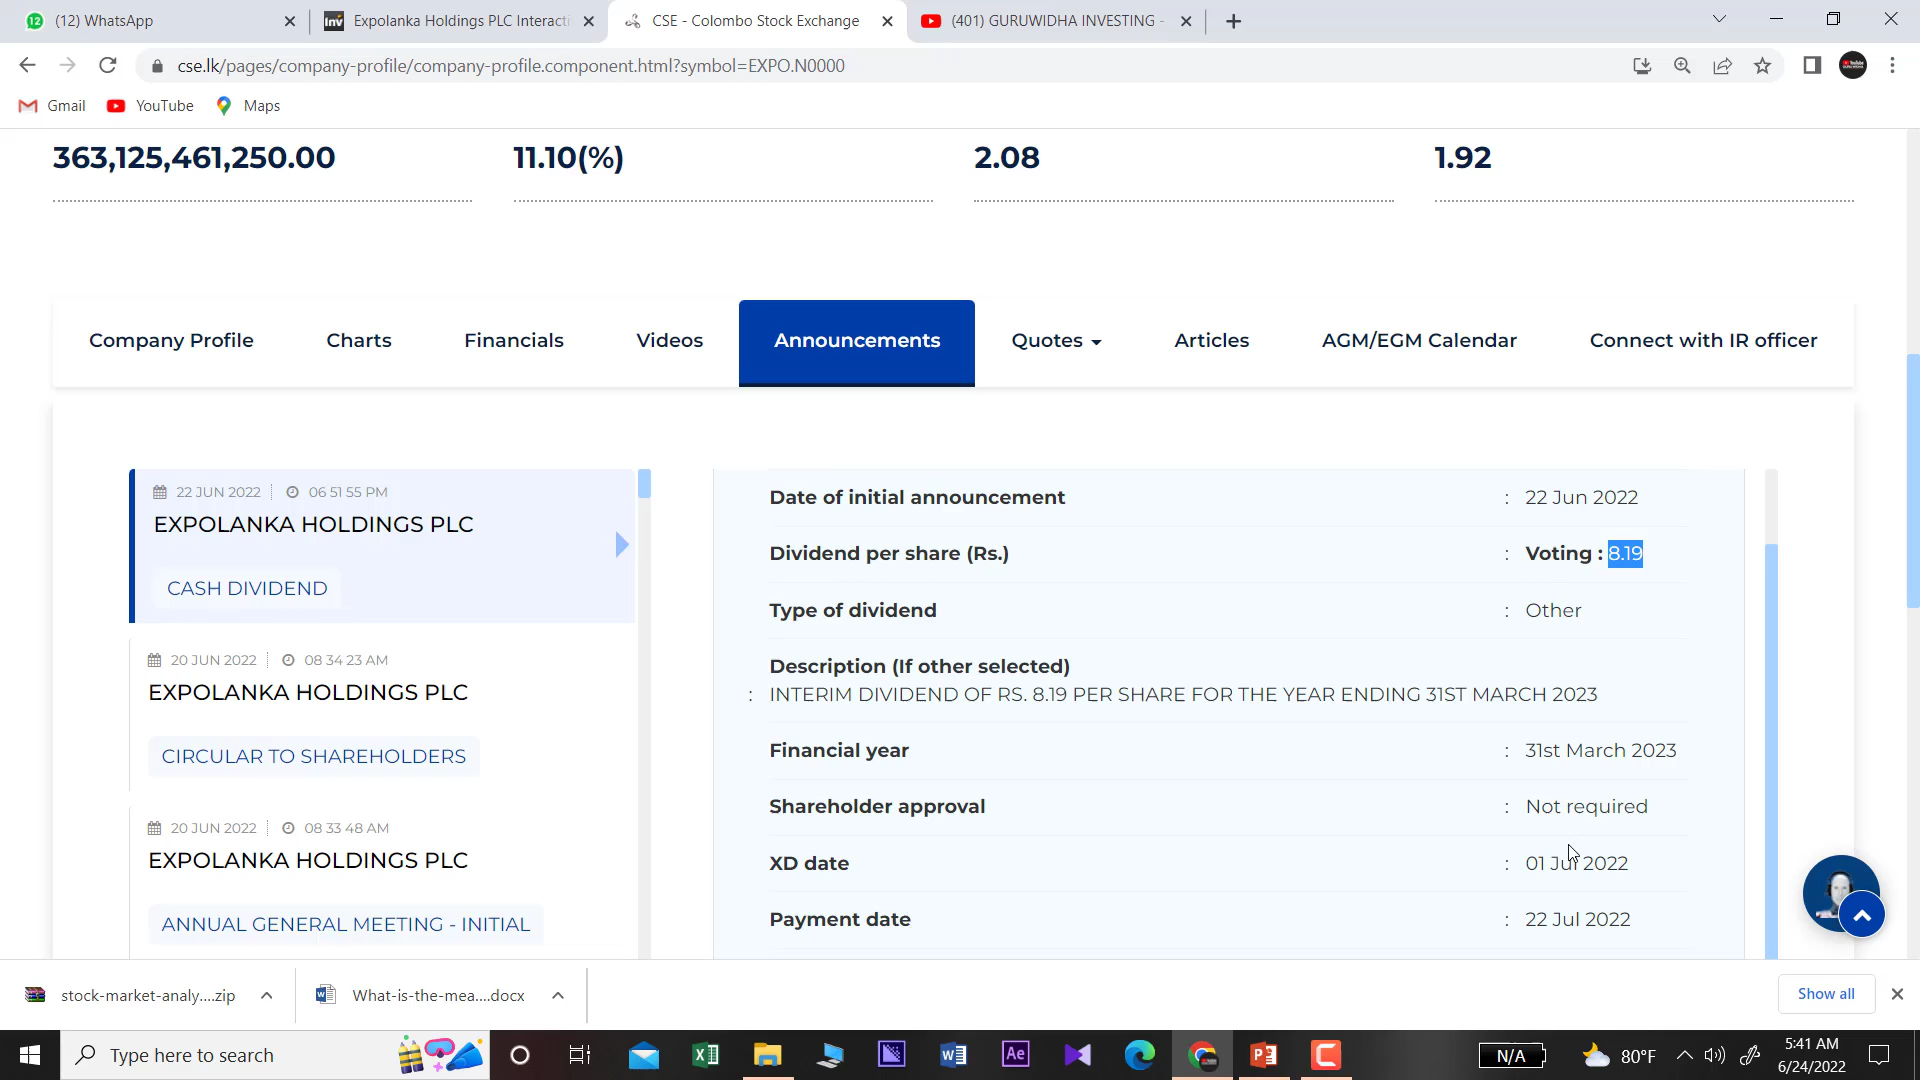 (12) WhatsApp
Expolanka Holdings PLC Interacti
CSE - Colombo Stock Exchange
(401) GURUWIDHA INVESTING -
cse.lk/pages/company-profile/company-profile.component.html?symbol=EXPO.N0000
Gmail
YouTube
Maps
363,125,461,250.00
11.10(%)
2.08
1.92
Company Profile
Charts
Financials
Videos
Announcements
Quotes
Articles
AGM/EGM Calendar
Connect with IR officer
22 JUN 2022 06 51 55 PM
EXPOLANKA HOLDINGS PLC
CASH DIVIDEND
20 JUN 2022 08 34 23 AM
EXPOLANKA HOLDINGS PLC
CIRCULAR TO SHAREHOLDERS
20 JUN 2022 08 33 48 AM
EXPOLANKA HOLDINGS PLC
ANNUAL GENERAL MEETING - INITIAL
Date of initial announcement : 22 Jun 2022
Dividend per share (Rs.) : Voting : 8.19
Type of dividend : Other
Description (If other selected)
: INTERIM DIVIDEND OF RS. 8.19 PER SHARE FOR THE YEAR ENDING 31ST MARCH 2023
Financial year : 31st March 2023
Shareholder approval : Not required
XD date : 01 Jul 2022
Payment date : 22 Jul 2022
stock-market-analy....zip
What-is-the-mea....docx
Show all
Type here to search
N/A
80°F
5:41 AM
6/24/2022